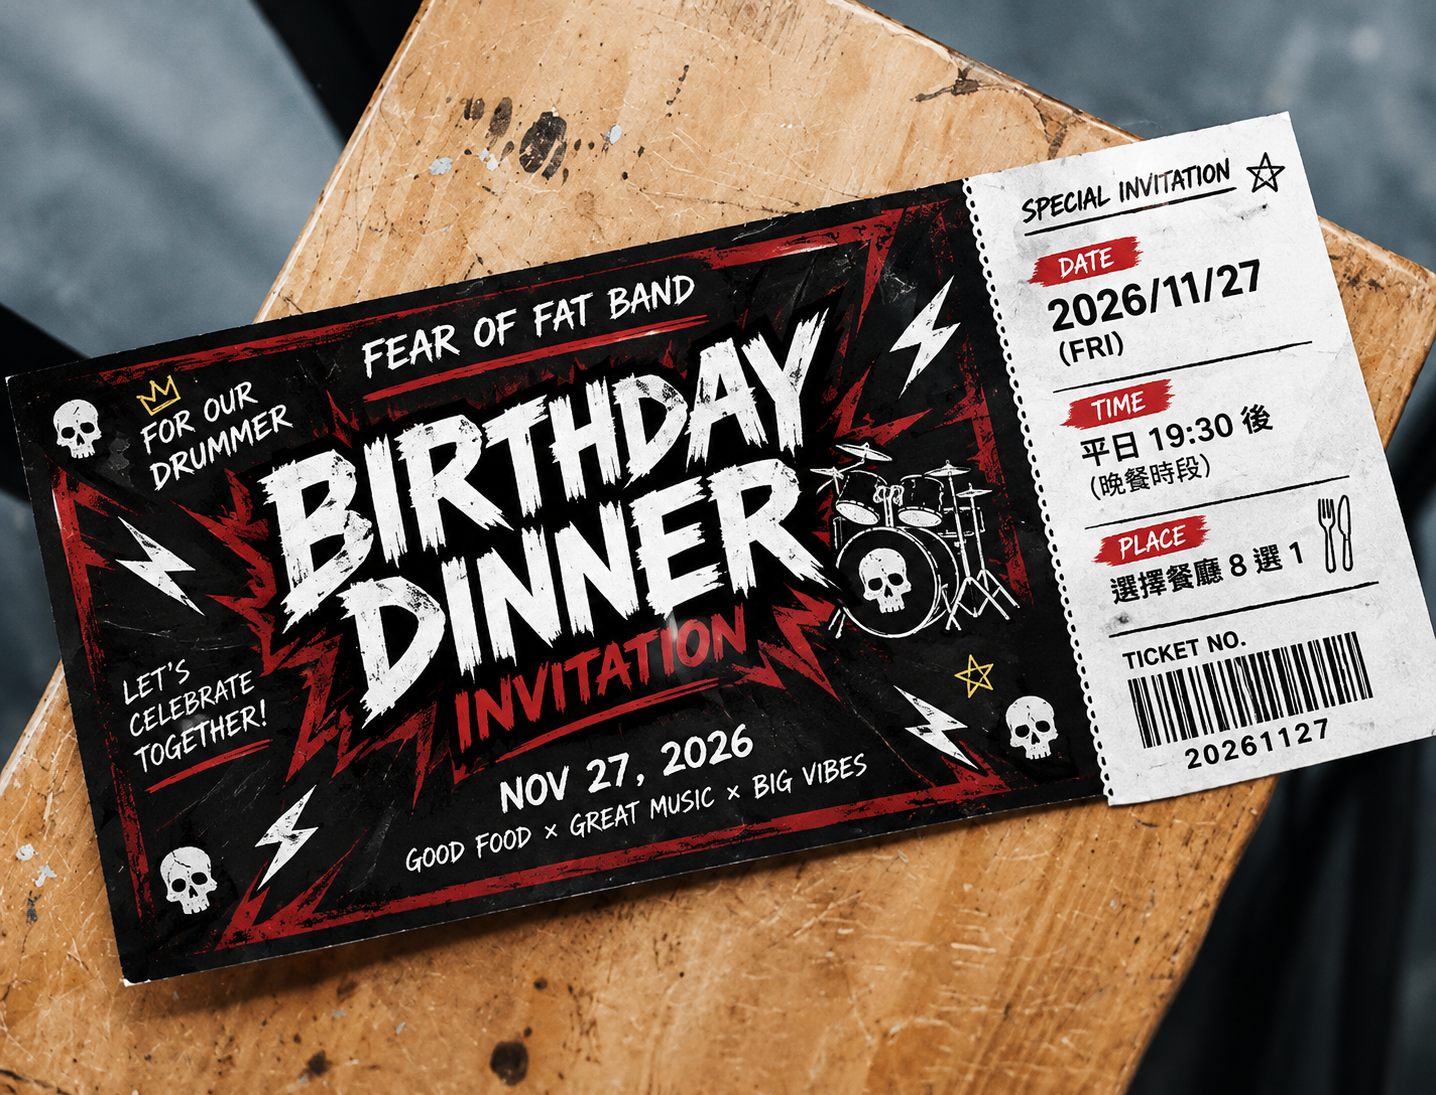 FEAR OF FAT BAND
FOR OUR
DRUMMER
BIRTHDAY
DINNER
INVITATION
LET'S
CELEBRATE
TOGETHER!
NOV 27, 2026
GOOD FOOD × GREAT MUSIC × BIG VIBES
SPECIAL INVITATION
DATE
2026/11/27
(FRI)
TIME
平日 19:30 後
(晚餐時段)
PLACE
選擇餐廳 8 選 1
TICKET NO.
20261127